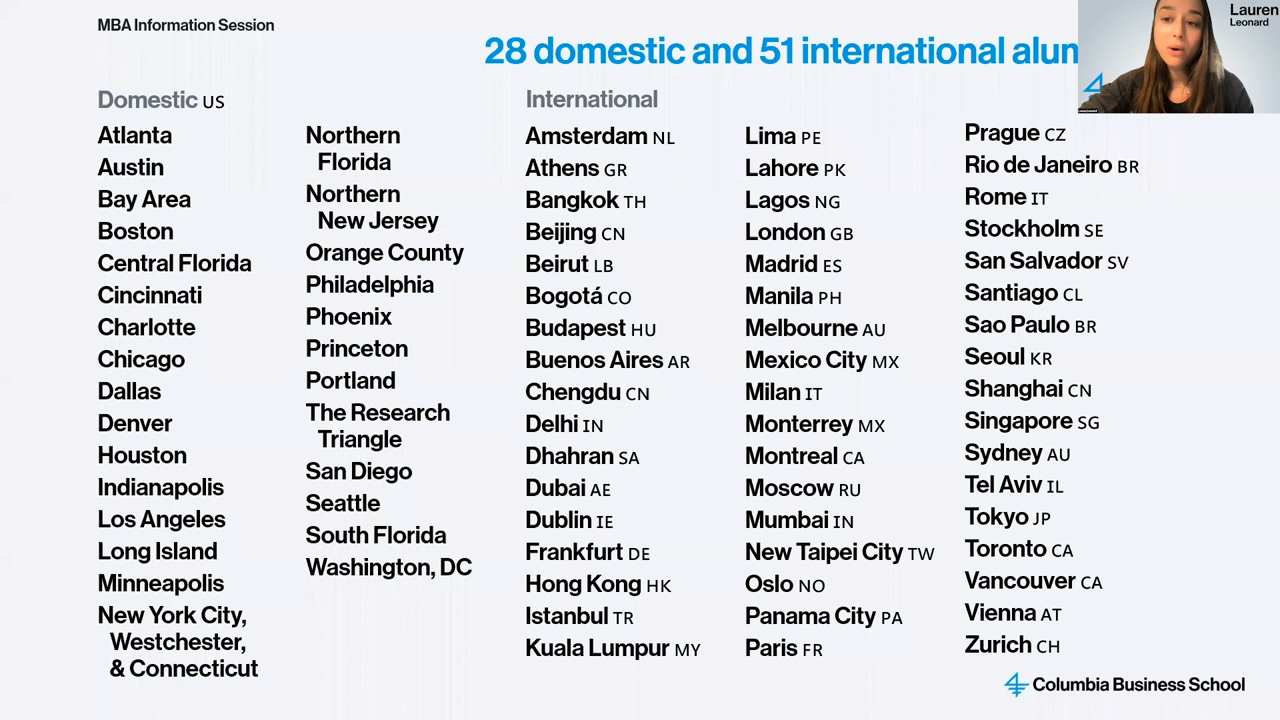 MBA Information Session
28 domestic and 51 international
Lauren
Leonard
Domestic US
Atlanta
Austin
Bay Area
Boston
Central Florida
Cincinnati
Charlotte
Chicago
Dallas
Denver
Houston
Indianapolis
Los Angeles
Long Island
Minneapolis
New York City,
Westchester,
& Connecticut
Northern
Florida
Northern
New Jersey
Orange County
Philadelphia
Phoenix
Princeton
Portland
The Research
Triangle
San Diego
Seattle
South Florida
Washington, DC
International
Amsterdam NL
Athens GR
Bangkok TH
Beijing CN
Beirut LB
Bogotá CO
Budapest HU
Buenos Aires AR
Chengdu CN
Delhi IN
Dhahran SA
Dubai AE
Dublin IE
Frankfurt DE
Hong Kong HK
Istanbul TR
Kuala Lumpur MY
Lima PE
Lahore PK
Lagos NG
London GB
Madrid ES
Manila PH
Melbourne AU
Mexico City MX
Milan IT
Monterrey MX
Montreal CA
Moscow RU
Mumbai IN
New Taipei City TW
Oslo NO
Panama City PA
Paris FR
Prague CZ
Rio de Janeiro BR
Rome IT
Stockholm SE
San Salvador SV
Santiago CL
Sao Paulo BR
Seoul KR
Shanghai CN
Singapore SG
Sydney AU
Tel Aviv IL
Tokyo JP
Toronto CA
Vancouver CA
Vienna AT
Zurich CH
Columbia Business School